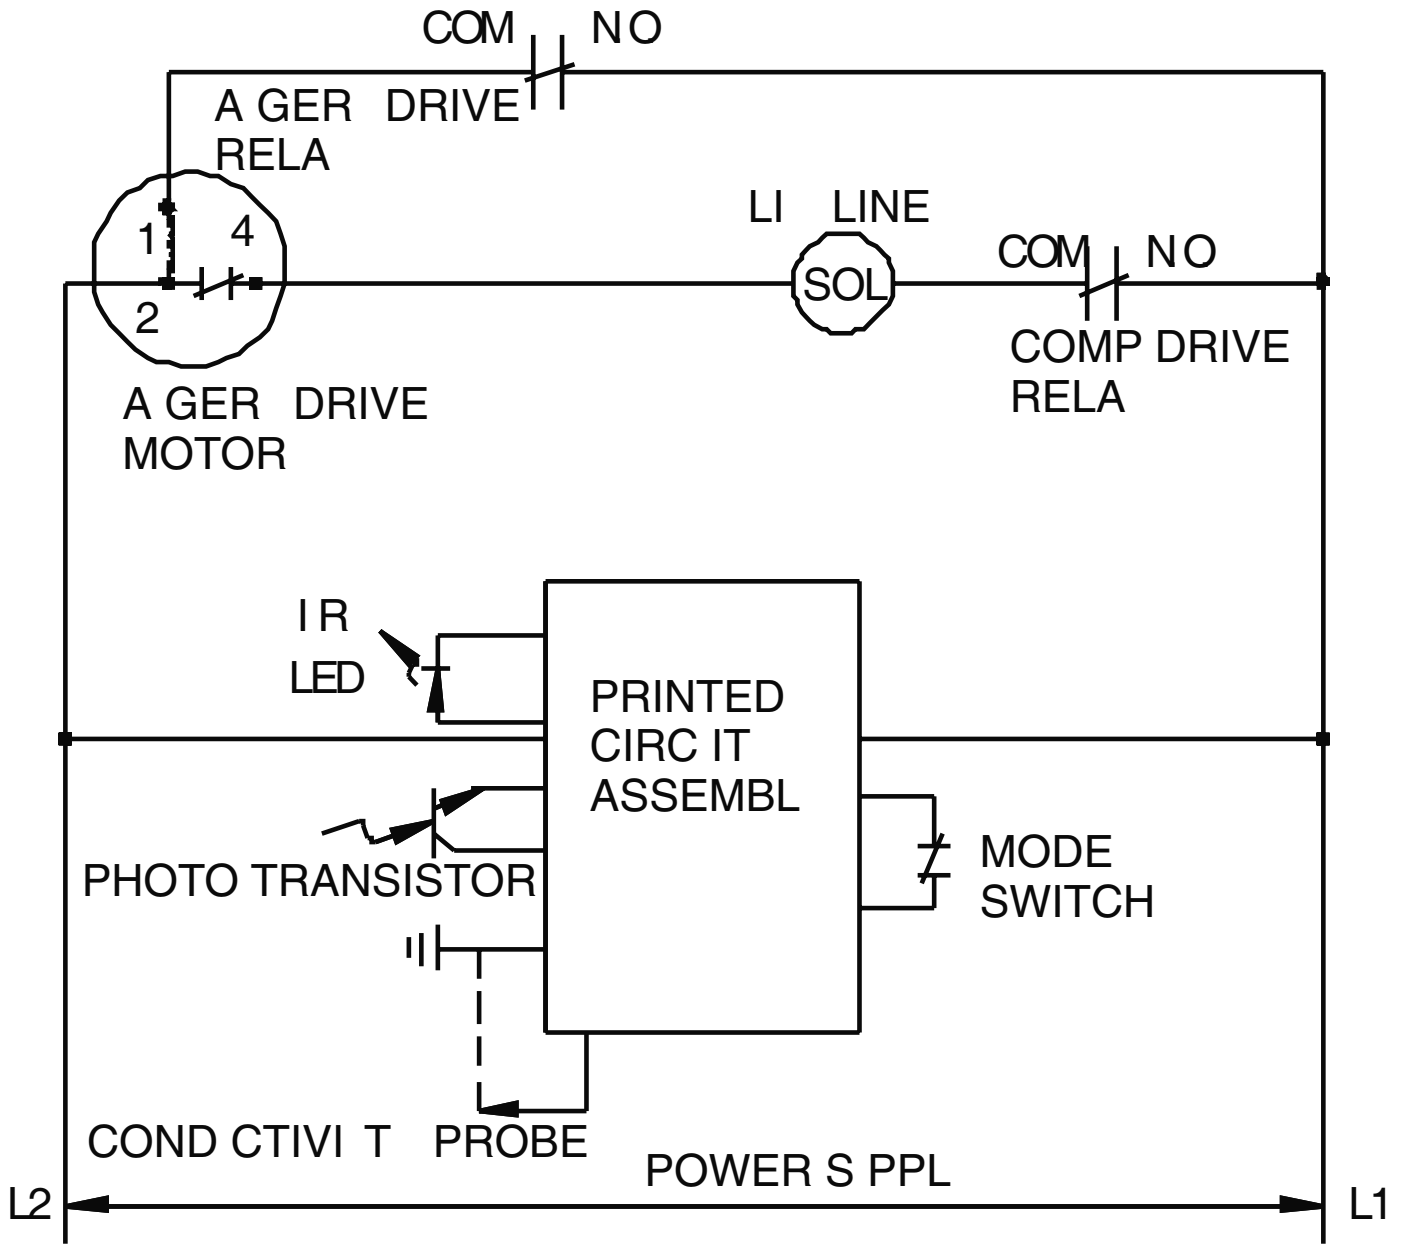 COM NO
A GER DRIVE
RELA
LI LINE
1 4
COM NO
SOL
2
COMP DRIVE
RELA
A GER DRIVE
MOTOR
I R
LED
PRINTED
CIRC IT
ASSEMBL
PHOTO TRANSISTOR
MODE
SWITCH
COND CTIVI T PROBE
POWER S PPL
L2 L1